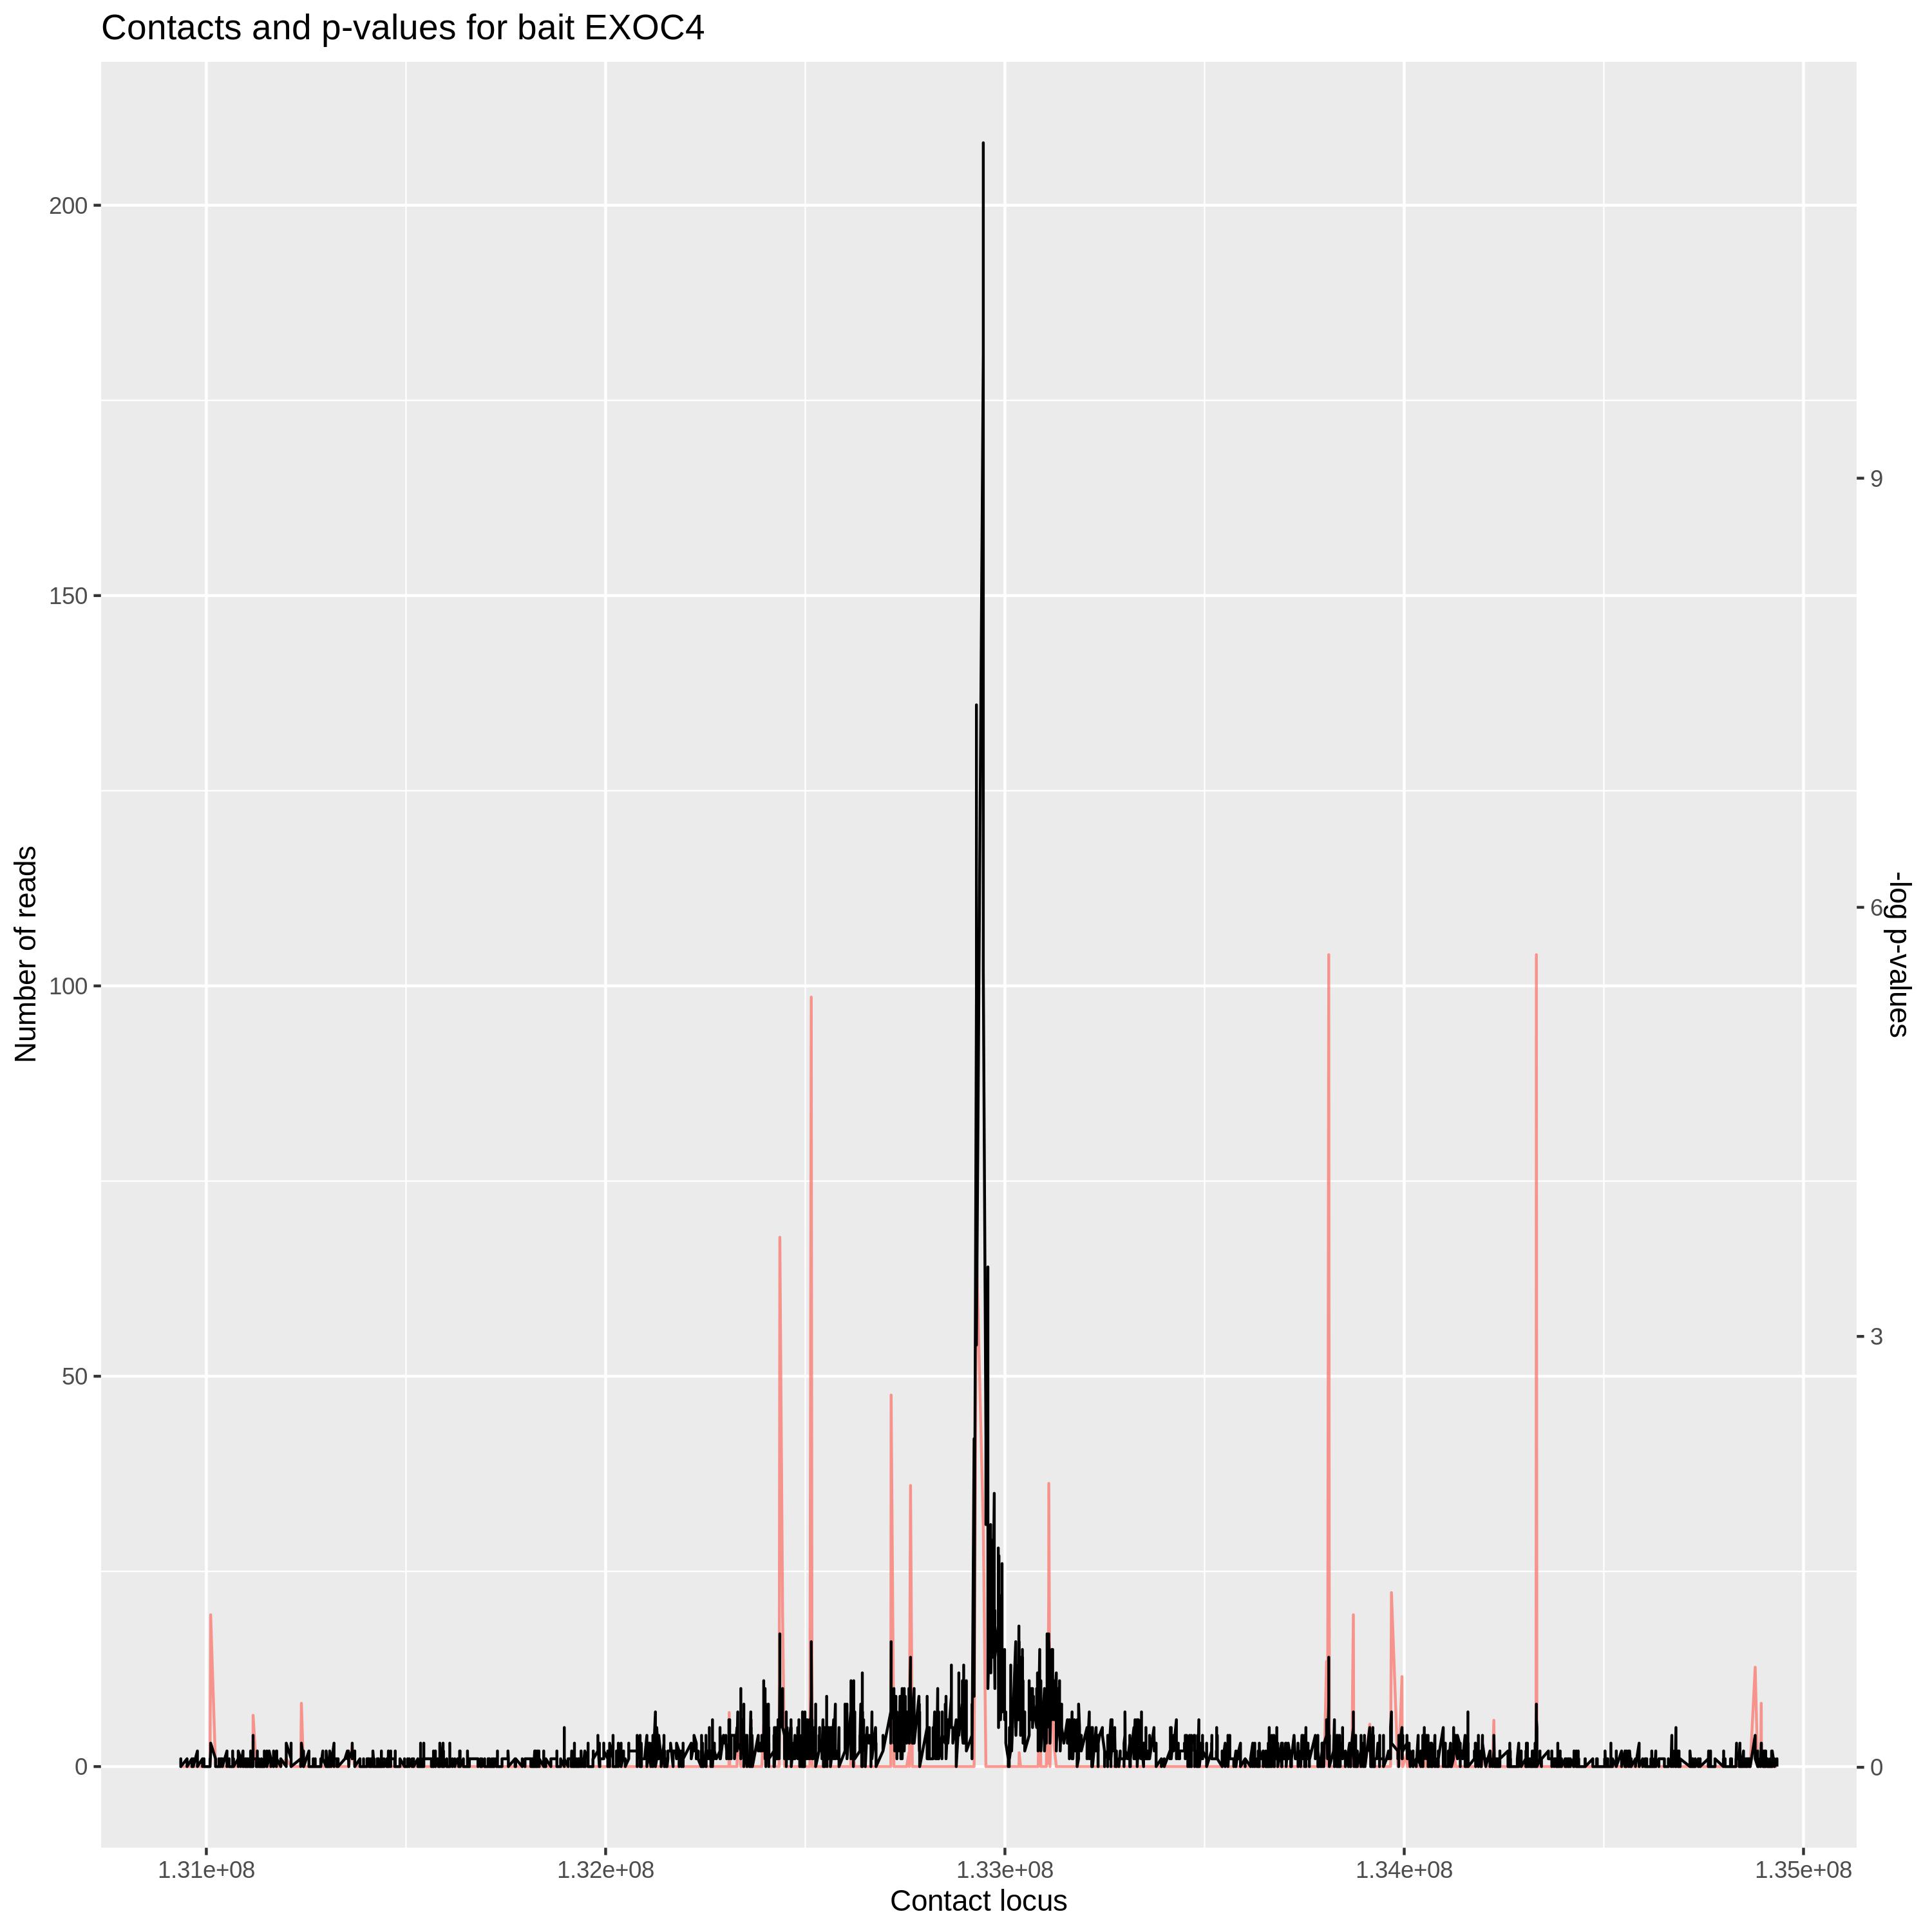 Contacts and p-values for bait EXOC4
200
150
100
50
0
Number of reads
9
6
3
0
-log p-values
1.31e+08
1.32e+08
1.33e+08
1.34e+08
1.35e+08
Contact locus